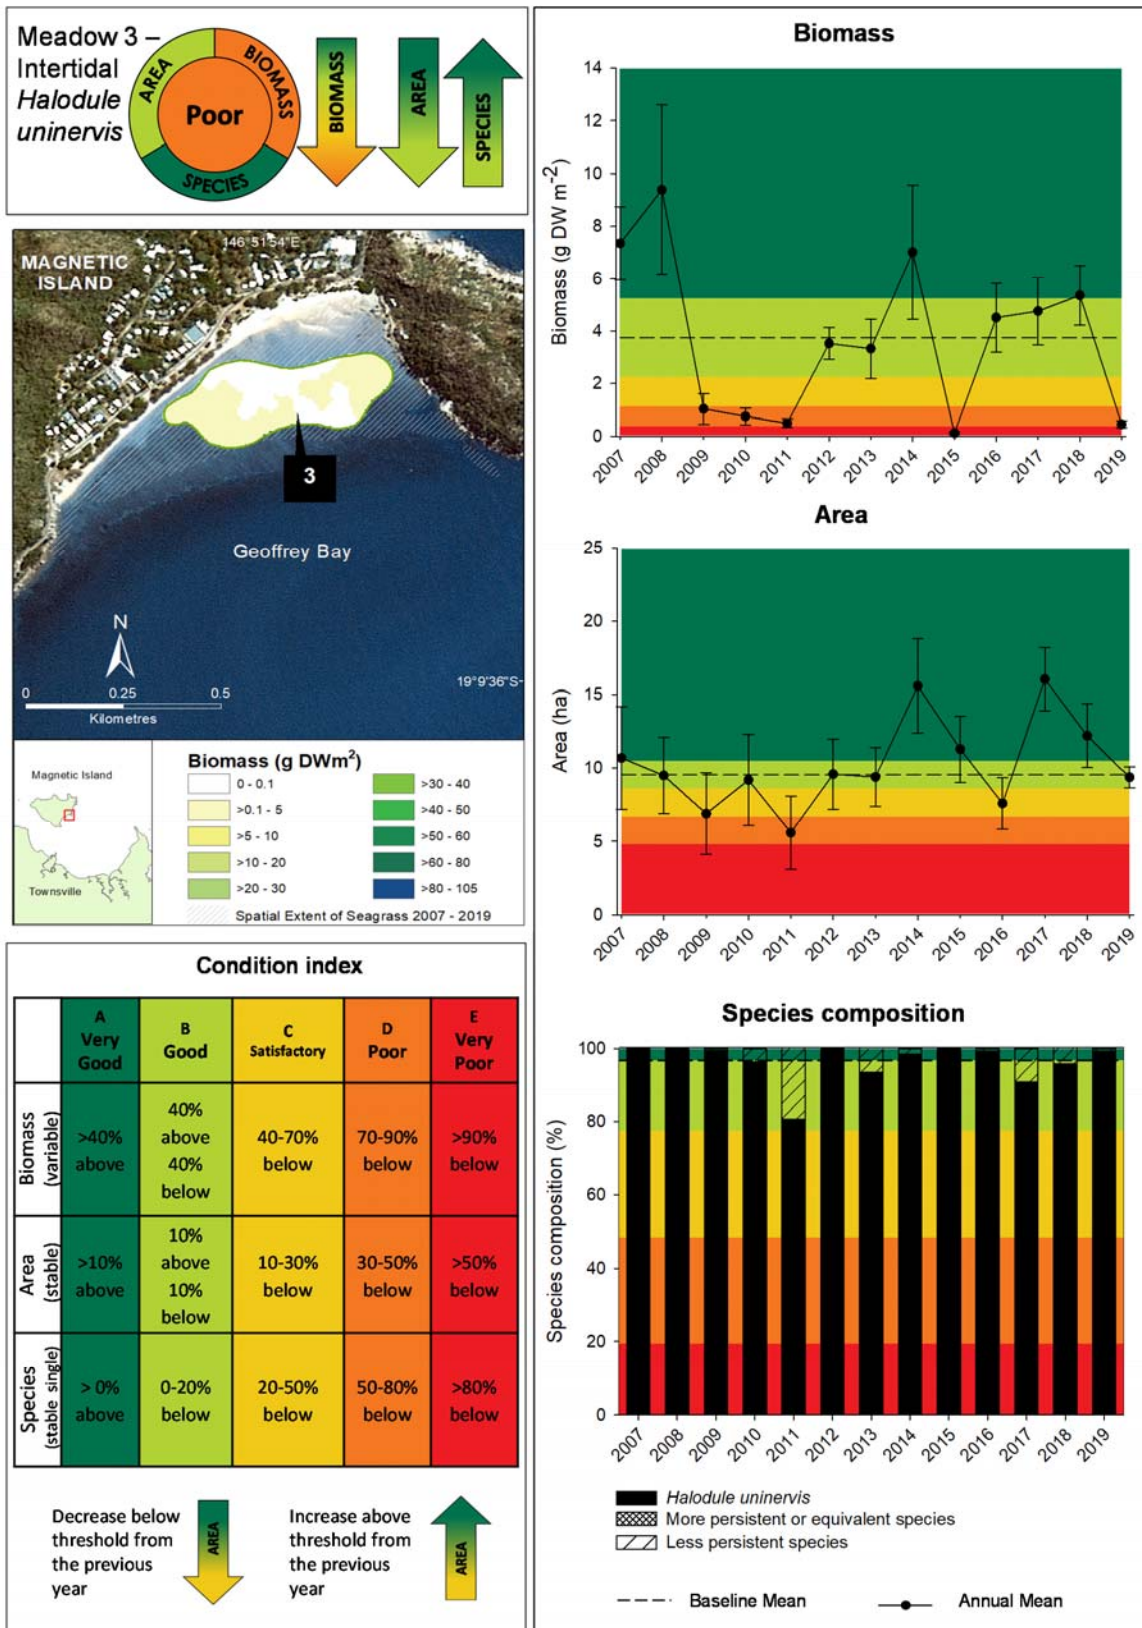 Meadow 3 –
Intertidal
Halodule
uninervis
AREA
BIOMASS
Poor
SPECIES
BIOMASS
AREA
SPECIES
146°51'54"E
MAGNETIC
ISLAND
3
Geoffrey Bay
N
19°9'36"S
0 0.25 0.5
Kilometres
Magnetic Island
Townsville
Biomass (g DWm²)
0 - 0.1
>0.1 - 5
>5 - 10
>10 - 20
>20 - 30
>30 - 40
>40 - 50
>50 - 60
>60 - 80
>80 - 105
Spatial Extent of Seagrass 2007 - 2019
Condition index
A
Very
Good
B
Good
C
Satisfactory
D
Poor
E
Very
Poor
Biomass
(variable)
>40%
above
40%
above
40%
below
40-70%
below
70-90%
below
>90%
below
Area
(stable)
>10%
above
10%
above
10%
below
10-30%
below
30-50%
below
>50%
below
Species
(stable single)
> 0%
above
0-20%
below
20-50%
below
50-80%
below
>80%
below
Decrease below
threshold from
the previous
year
AREA
Increase above
threshold from
the previous
year
AREA
Biomass
Biomass (g DW m⁻²)
14
12
10
8
6
4
2
0
2007 2008 2009 2010 2011 2012 2013 2014 2015 2016 2017 2018 2019
Area
Area (ha)
25
20
15
10
5
0
2007 2008 2009 2010 2011 2012 2013 2014 2015 2016 2017 2018 2019
Species composition
Species composition (%)
100
80
60
40
20
0
2007 2008 2009 2010 2011 2012 2013 2014 2015 2016 2017 2018 2019
Halodule uninervis
More persistent or equivalent species
Less persistent species
Baseline Mean
Annual Mean